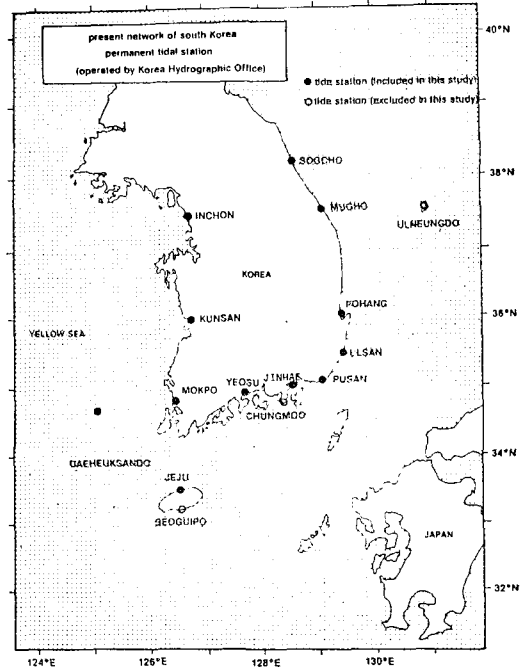 present network of south Korea
permanent tidal station
(operated by Korea Hydrographic Office)
40°N
tide station (included in this study)
tide station (excluded in this study)
SOGCHO
38°N
MUGHO
INCHON
ULNEUNGDO
KOREA
POHANG
36°N
KUNSAN
YELLOW SEA
ULSAN
JINHAE
PUSAN
YEOSU
MOKPO
CHUNGMOO
34°N
DAEHEUKSANDO
JEJU
SEOGUIPO
JAPAN
32°N
124°E
126°E
128°E
130°E